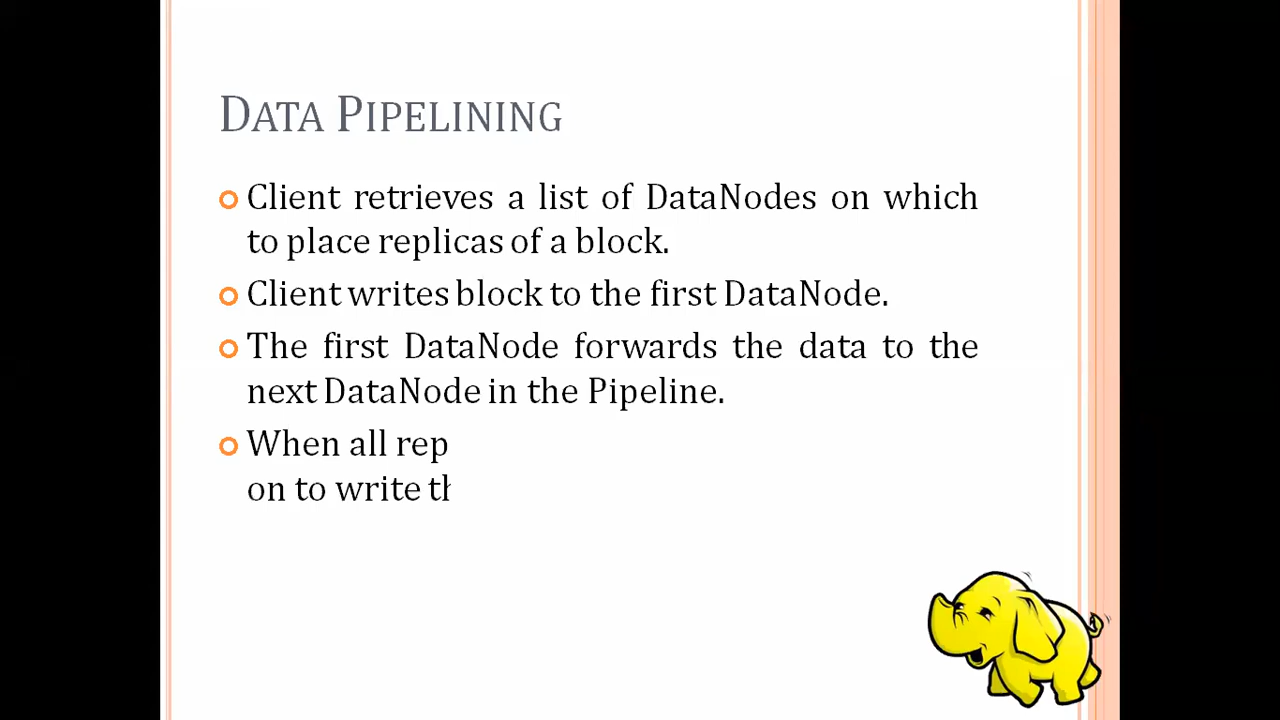 DATA PIPELINING
Client retrieves a list of DataNodes on which
to place replicas of a block.
Client writes block to the first DataNode.
The first DataNode forwards the data to the
next DataNode in the Pipeline.
When all rep
on to write